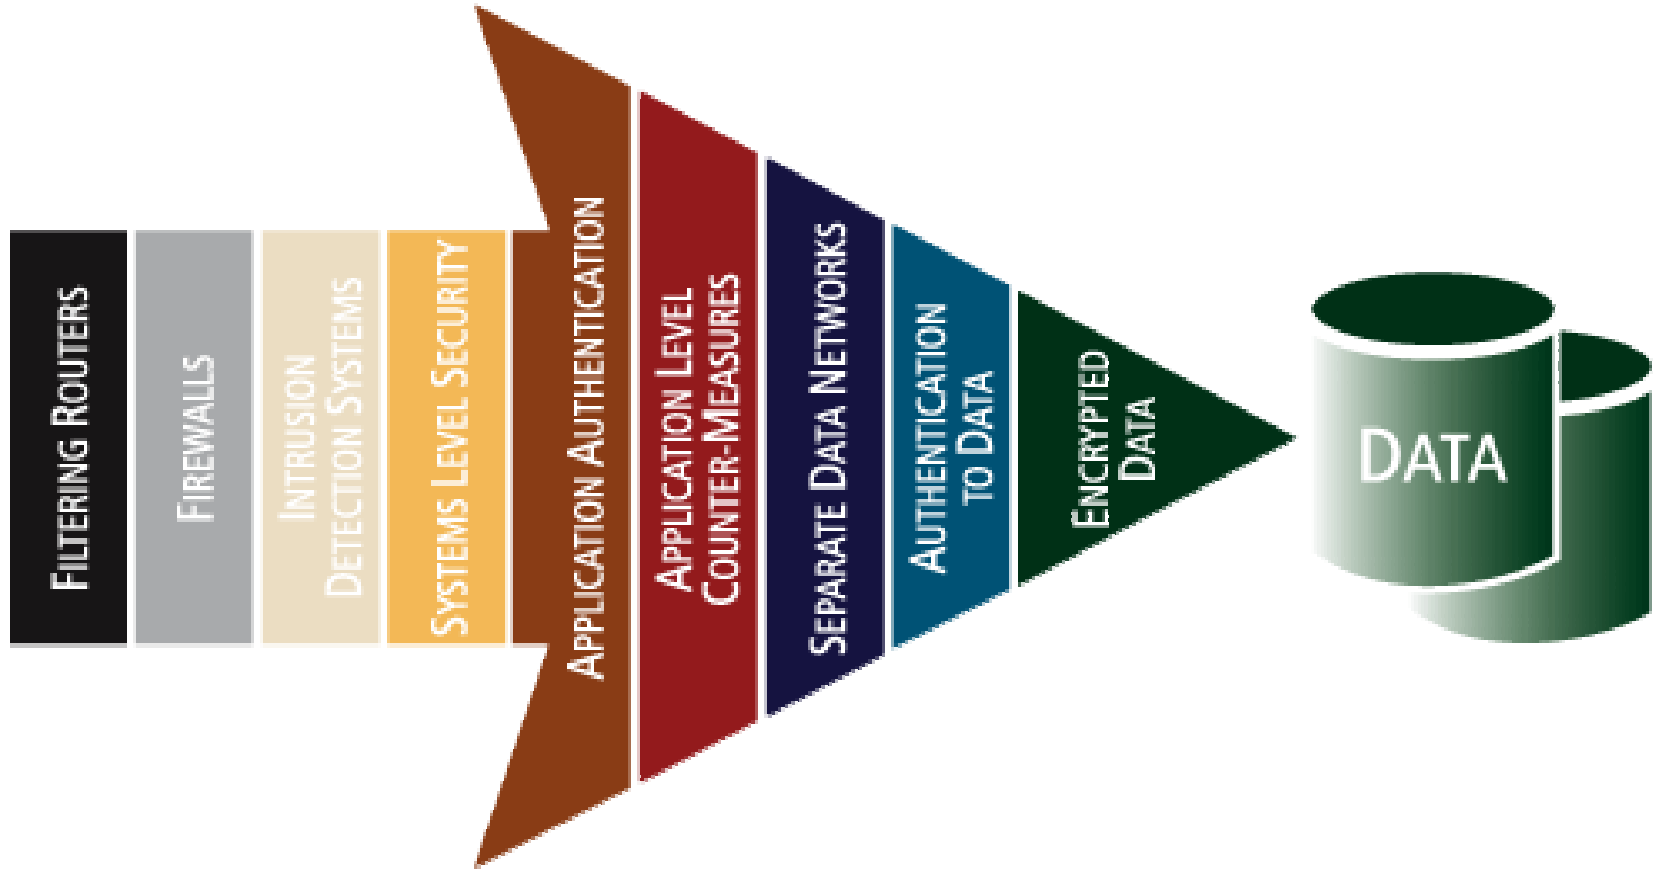 FILTERING ROUTERS
FIREWALLS
INTRUSION
DETECTION SYSTEMS
SYSTEMS LEVEL SECURITY
APPLICATION AUTHENTICATION
APPLICATION LEVEL
COUNTER-MEASURES
SEPARATE DATA NETWORKS
AUTHENTICATION
TO DATA
ENCRYPTED
DATA
DATA